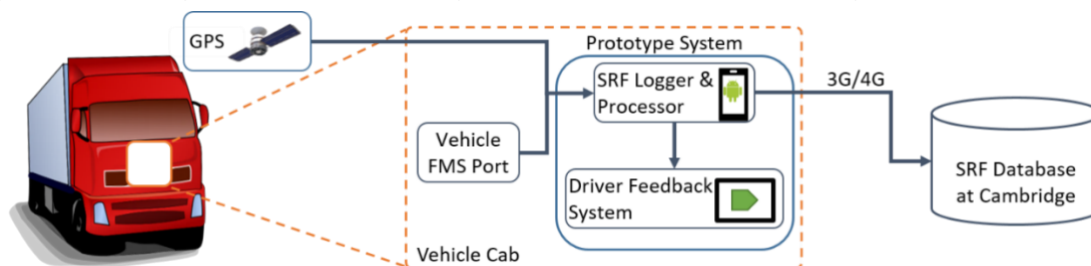 GPS
Prototype System
SRF Logger &
Processor
3G/4G
Vehicle
FMS Port
SRF Database
at Cambridge
Driver Feedback
System
Vehicle Cab